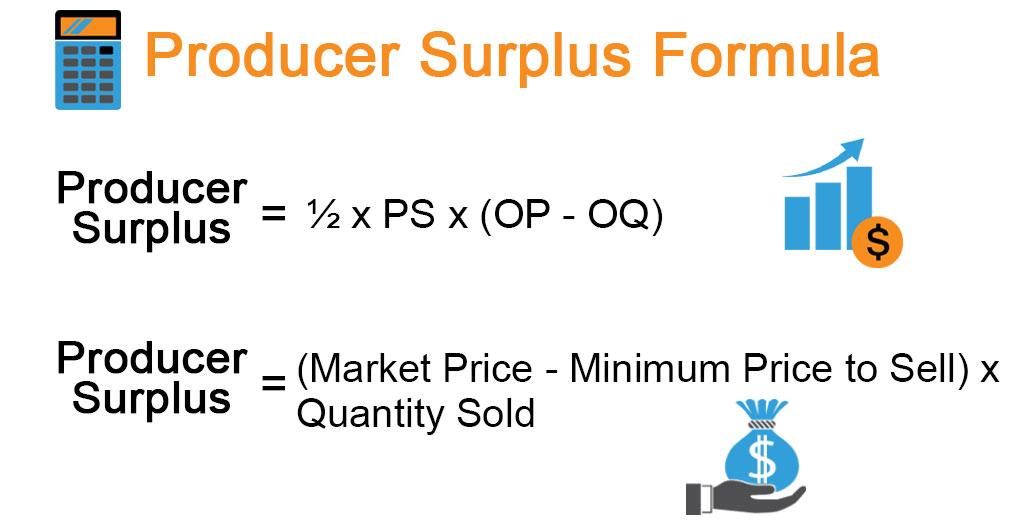 Producer Surplus Formula
Producer
Surplus
= ½ x PS x (OP - OQ)
Producer
Surplus
= (Market Price - Minimum Price to Sell) x
Quantity Sold
$
$